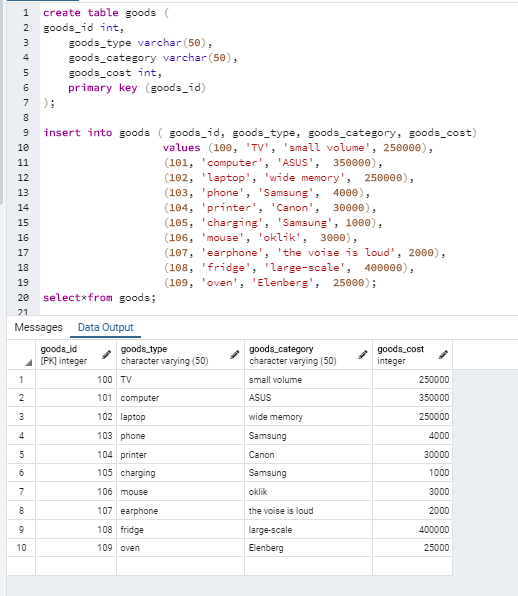 1 create table goods (
2 goods_id int,
3 goods_type varchar(50),
4 goods_category varchar(50),
5 goods_cost int,
6 primary key (goods_id)
7 );
8
9 insert into goods ( goods_id, goods_type, goods_category, goods_cost)
10 values (100, 'TV', 'small volume', 250000),
11 (101, 'computer', 'ASUS', 350000),
12 (102, 'laptop', 'wide memory', 250000),
13 (103, 'phone', 'Samsung', 4000),
14 (104, 'printer', 'Canon', 30000),
15 (105, 'charging', 'Samsung', 1000),
16 (106, 'mouse', 'oklik', 3000),
17 (107, 'earphone', 'the voise is loud', 2000),
18 (108, 'fridge', 'large-scale', 400000),
19 (109, 'oven', 'Elenberg', 25000);
20 select*from goods;
21
Messages Data Output
goods_id goods_type goods_category goods_cost
[PK] integer character varying (50) character varying (50) integer
1 100 TV small volume 250000
2 101 computer ASUS 350000
3 102 laptop wide memory 250000
4 103 phone Samsung 4000
5 104 printer Canon 30000
6 105 charging Samsung 1000
7 106 mouse oklik 3000
8 107 earphone the voise is loud 2000
9 108 fridge large-scale 400000
10 109 oven Elenberg 25000